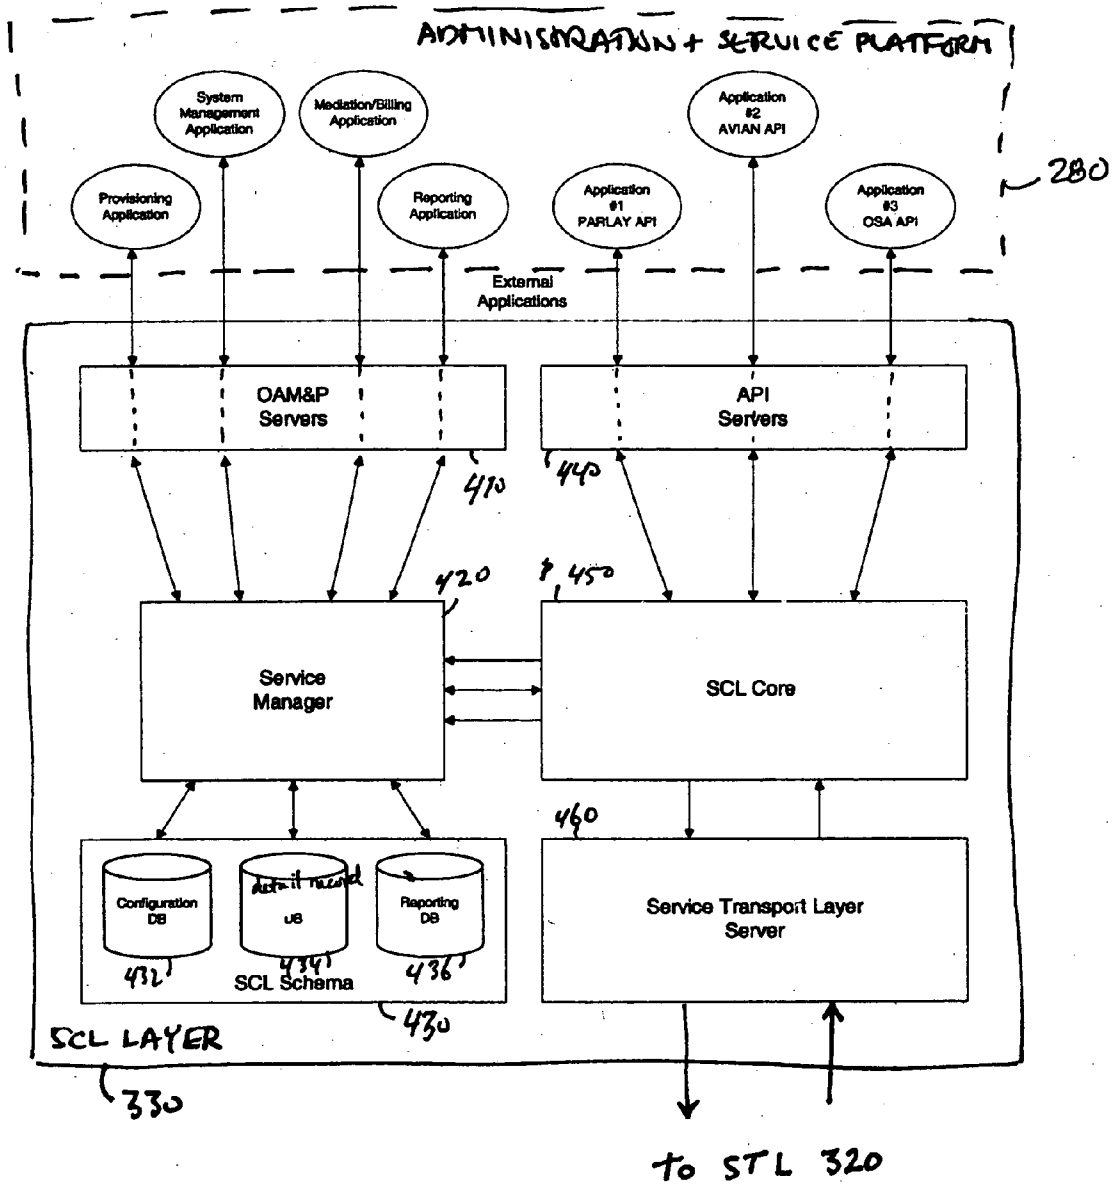 ADMINISTRATION + SERVICE PLATFORM
System
Management
Application
Mediation/Billing
Application
Application
#2
AVIAN API
280
Provisioning
Application
Reporting
Application
Application
#1
PARLAY API
Application
#3
OSA API
External
Applications
OAM&P
Servers
API
Servers
410
440
420
450
Service
Manager
SCL Core
460
detail record
Configuration
DB
DB
Reporting
DB
Service Transport Layer
Server
432
434
436
SCL Schema
430
SCL LAYER
330
to STL 320